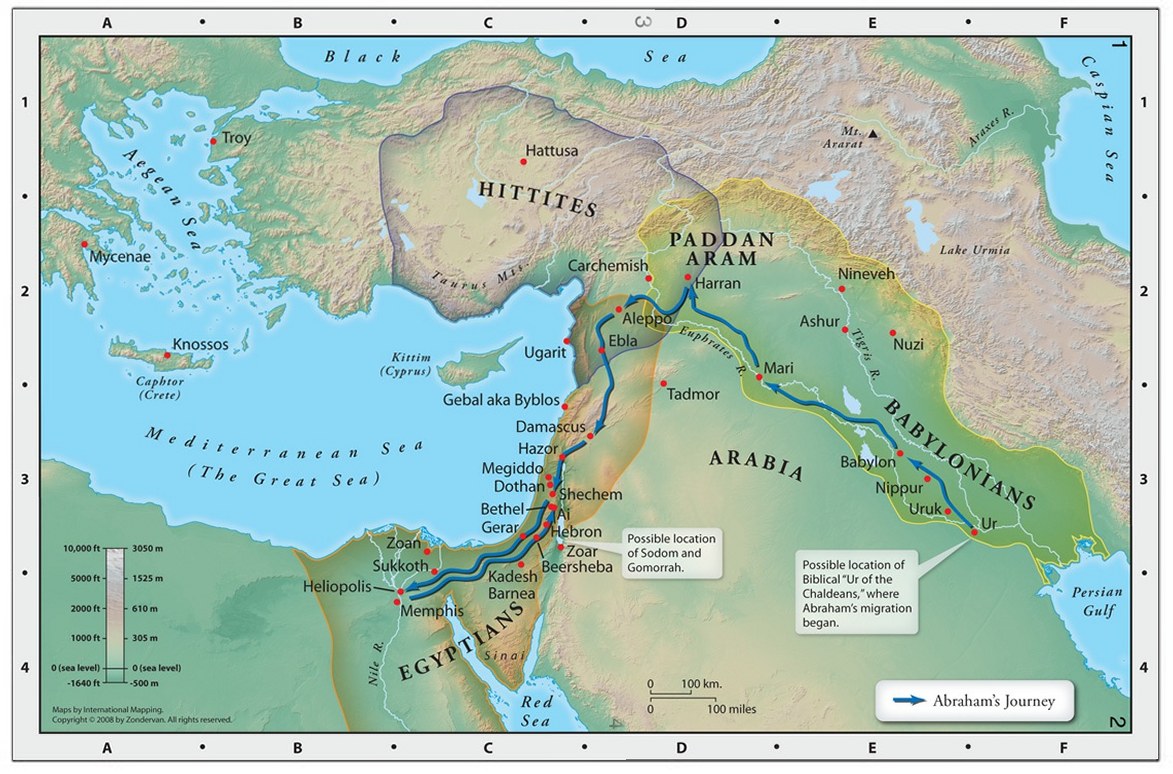 A B C 3 D E F
1
1
1
Black Sea
Caspian Sea
Araxes R.
Mt.
Ararat
Troy
Aegean Sea
Hattusa
HITTITES
Mycenae
Lake Urmia
PADDAN
ARAM
Carchemish
Harran
Taurus Mts.
Nineveh
2
2
Aleppo
Ashur
Nuzi
Tigris R.
Knossos
Caphtor
(Crete)
Kittim
(Cyprus)
Ugarit
Ebla
Euphrates R.
Mari
Tadmor
Gebal aka Byblos
Damascus
BABYLONIANS
Mediterranean Sea
(The Great Sea)
Hazor
ARABIA
Babylon
3
3
Megiddo
Dothan
Shechem
Nippur
Bethel
Ai
Uruk
Ur
Gerar
Hebron
Zoan
Zoar
Sukkoth
Beersheba
Possible location
of Sodom and
Gomorrah.
Kadesh
Barnea
Heliopolis
Memphis
Possible location of
Biblical “Ur of the
Chaldeans,” where
Abraham’s migration
began.
Persian
Gulf
10,000 ft 3050 m
5000 ft 1525 m
2000 ft 610 m
1000 ft 305 m
0 (sea level) 0 (sea level)
-1640 ft -500 m
EGYPTIANS
Sinai
Nile R.
4
4
Red
Sea
0 100 km.
0 100 miles
Abraham’s Journey
Maps by International Mapping.
Copyright © 2008 by Zondervan. All rights reserved.
4
2
A B C D E F